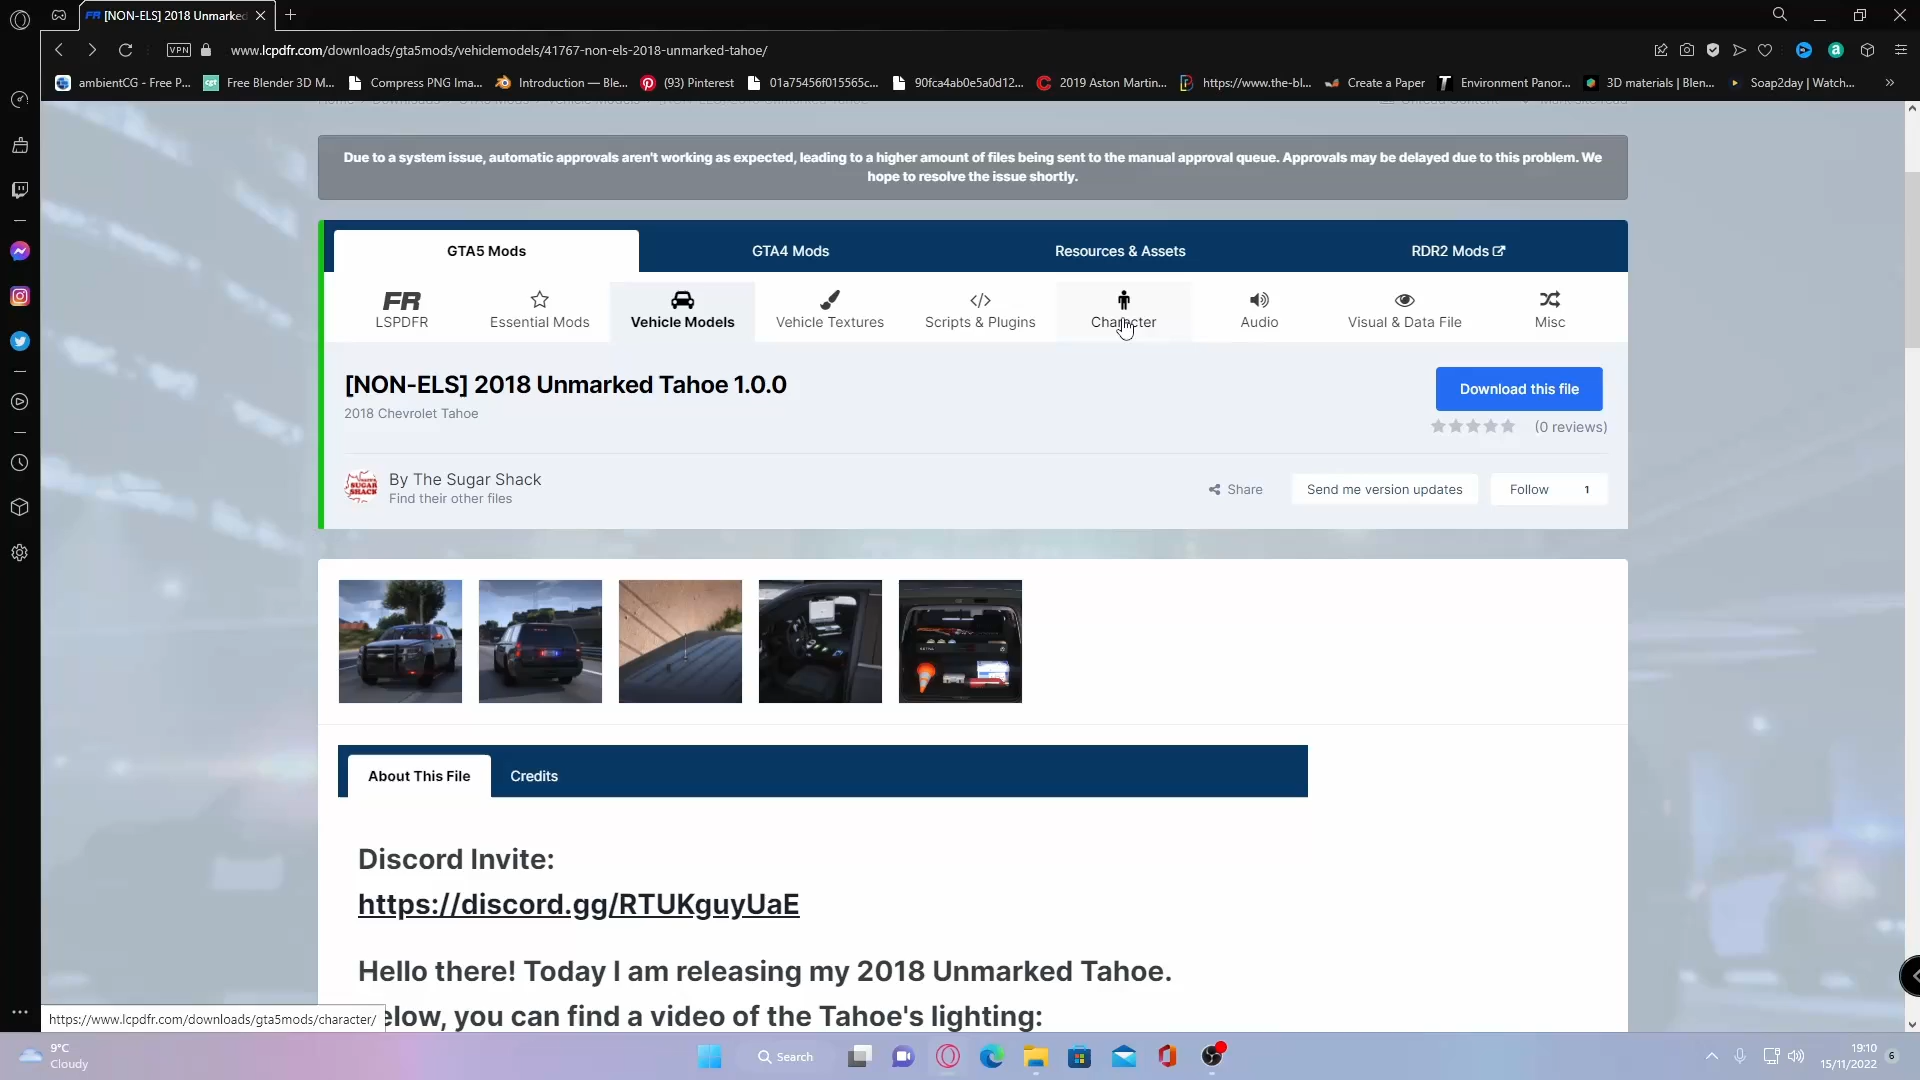 [NON-ELS] 2018 Unmarked
VPN
www.lcpdfr.com/downloads/gta5mods/vehiclemodels/41767-non-els-2018-unmarked-tahoe/
ambientCG - Free P...
Free Blender 3D M...
Compress PNG Ima...
Introduction — Ble...
(93) Pinterest
01a75456f015565c...
90fca4ab0e5a0d12...
2019 Aston Martin...
https://www.the-bl...
Create a Paper
Environment Panor...
3D materials | Blen...
Soap2day | Watch...
Due to a system issue, automatic approvals aren't working as expected, leading to a higher amount of files being sent to the manual approval queue. Approvals may be delayed due to this problem. We
hope to resolve the issue shortly.
GTA5 Mods
GTA4 Mods
Resources & Assets
RDR2 Mods
FR
LSPDFR
Essential Mods
Vehicle Models
Vehicle Textures
Scripts & Plugins
Character
Audio
Visual & Data File
Misc
[NON-ELS] 2018 Unmarked Tahoe 1.0.0
2018 Chevrolet Tahoe
Download this file
(0 reviews)
SUGAR SHACK
By The Sugar Shack
Find their other files
Share
Send me version updates
Follow 1
About This File
Credits
Discord Invite:
https://discord.gg/RTUKguyUaE
Hello there! Today I am releasing my 2018 Unmarked Tahoe.
elow, you can find a video of the Tahoe's lighting:
https://www.lcpdfr.com/downloads/gta5mods/character/
9°C
Cloudy
Search
19:10
15/11/2022
6